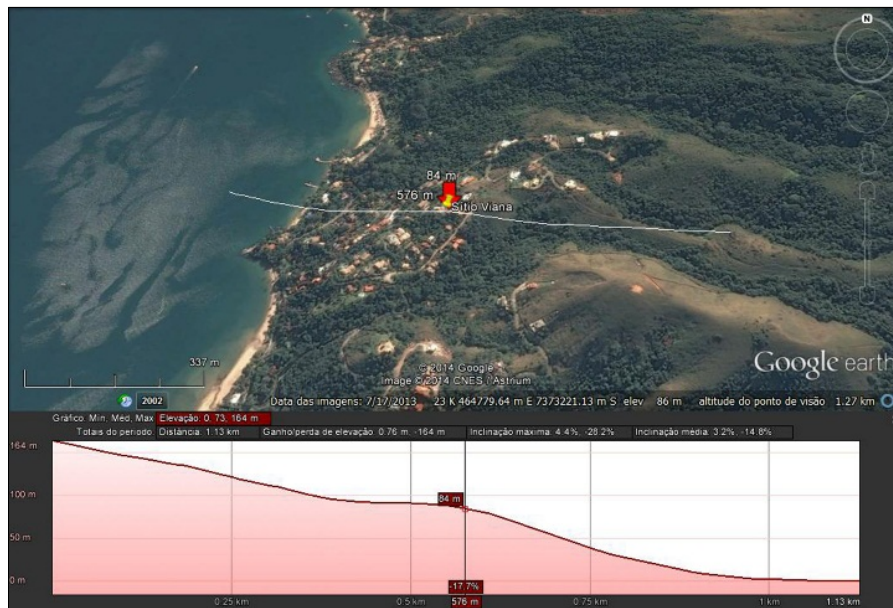 N
84 m
576 m
Sítio Viana
337 m
© 2014 Google
Image © 2014 CNES / Astrium
Google earth
2002
Data das imagens: 7/17/2013 23 K 464779.64 m E 7373221.13 m S elev 86 m altitude do ponto de visão 1.27 km
Gráfico: Min, Méd, Max Elevação: 0, 73, 164 m
Totais do período: Distância: 1.13 km Ganho/perda de elevação: 0.76 m, -164 m Inclinação máxima: 4.4%, -28.2% Inclinação média: 3.2%, -14.8%
164 m
100 m
84 m
50 m
0 m
-17.7%
0.25 km 0.5 km 576 m 0.75 km 1 km 1.13 km